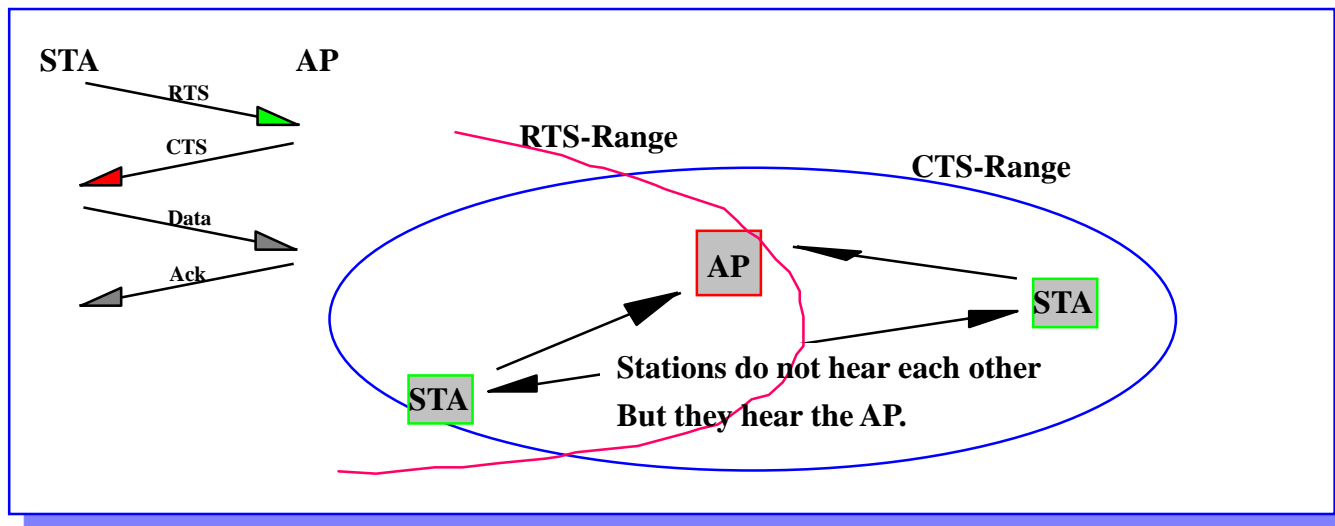 STA AP
RTS
CTS
Data
Ack
RTS-Range
CTS-Range
AP
STA
STA
Stations do not hear each other
But they hear the AP.